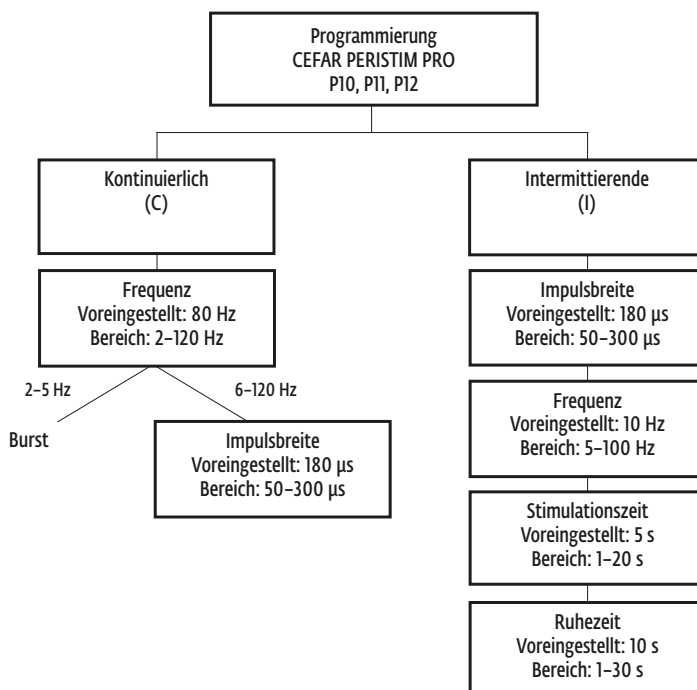 Programmierung
CEFAR PERISTIM PRO
P10, P11, P12
Kontinuierlich
(C)
Frequenz
Voreingestellt: 80 Hz
Bereich: 2–120 Hz
2–5 Hz
6–120 Hz
Burst
Impulsbreite
Voreingestellt: 180 µs
Bereich: 50–300 µs
Intermittierende
(I)
Impulsbreite
Voreingestellt: 180 µs
Bereich: 50–300 µs
Frequenz
Voreingestellt: 10 Hz
Bereich: 5–100 Hz
Stimulationszeit
Voreingestellt: 5 s
Bereich: 1–20 s
Ruhezeit
Voreingestellt: 10 s
Bereich: 1–30 s